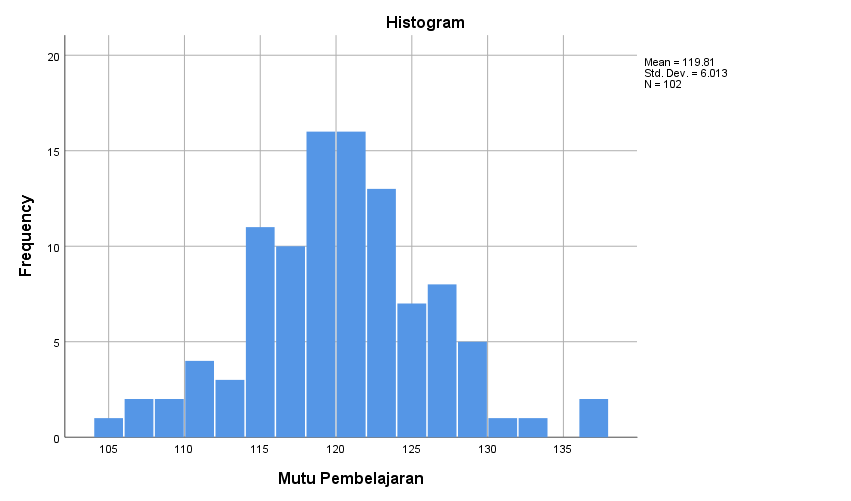 Histogram
Mean = 119.81
Std. Dev. = 6.013
N = 102
20
15
10
5
0
Frequency
105 110 115 120 125 130 135
Mutu Pembelajaran